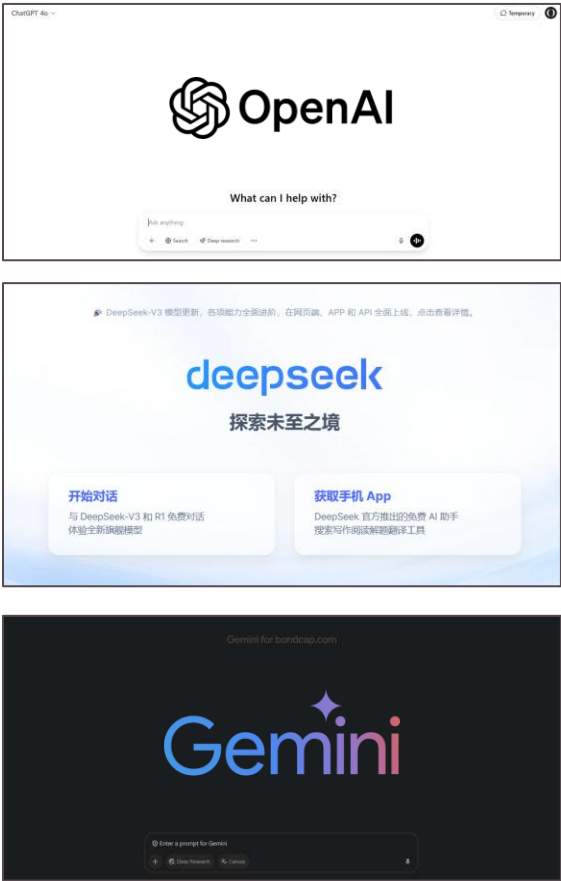 ChatGPT 4o
Temporary
OpenAI
What can I help with?
Ask anything
Search
Deep research
DeepSeek-V3 模型更新，各项能力全面进阶，在网页端、APP 和 API 全面上线，点击查看详情。
deepseek
探索未至之境
开始对话
获取手机 App
与 DeepSeek-V3 和 R1 免费对话
体验全新旗舰模型
DeepSeek 官方推出的免费 AI 助手
搜索写作阅读解题翻译工具
Gemini for bondcap.com
Gemini
Enter a prompt for Gemini
Deep Research
Canvas